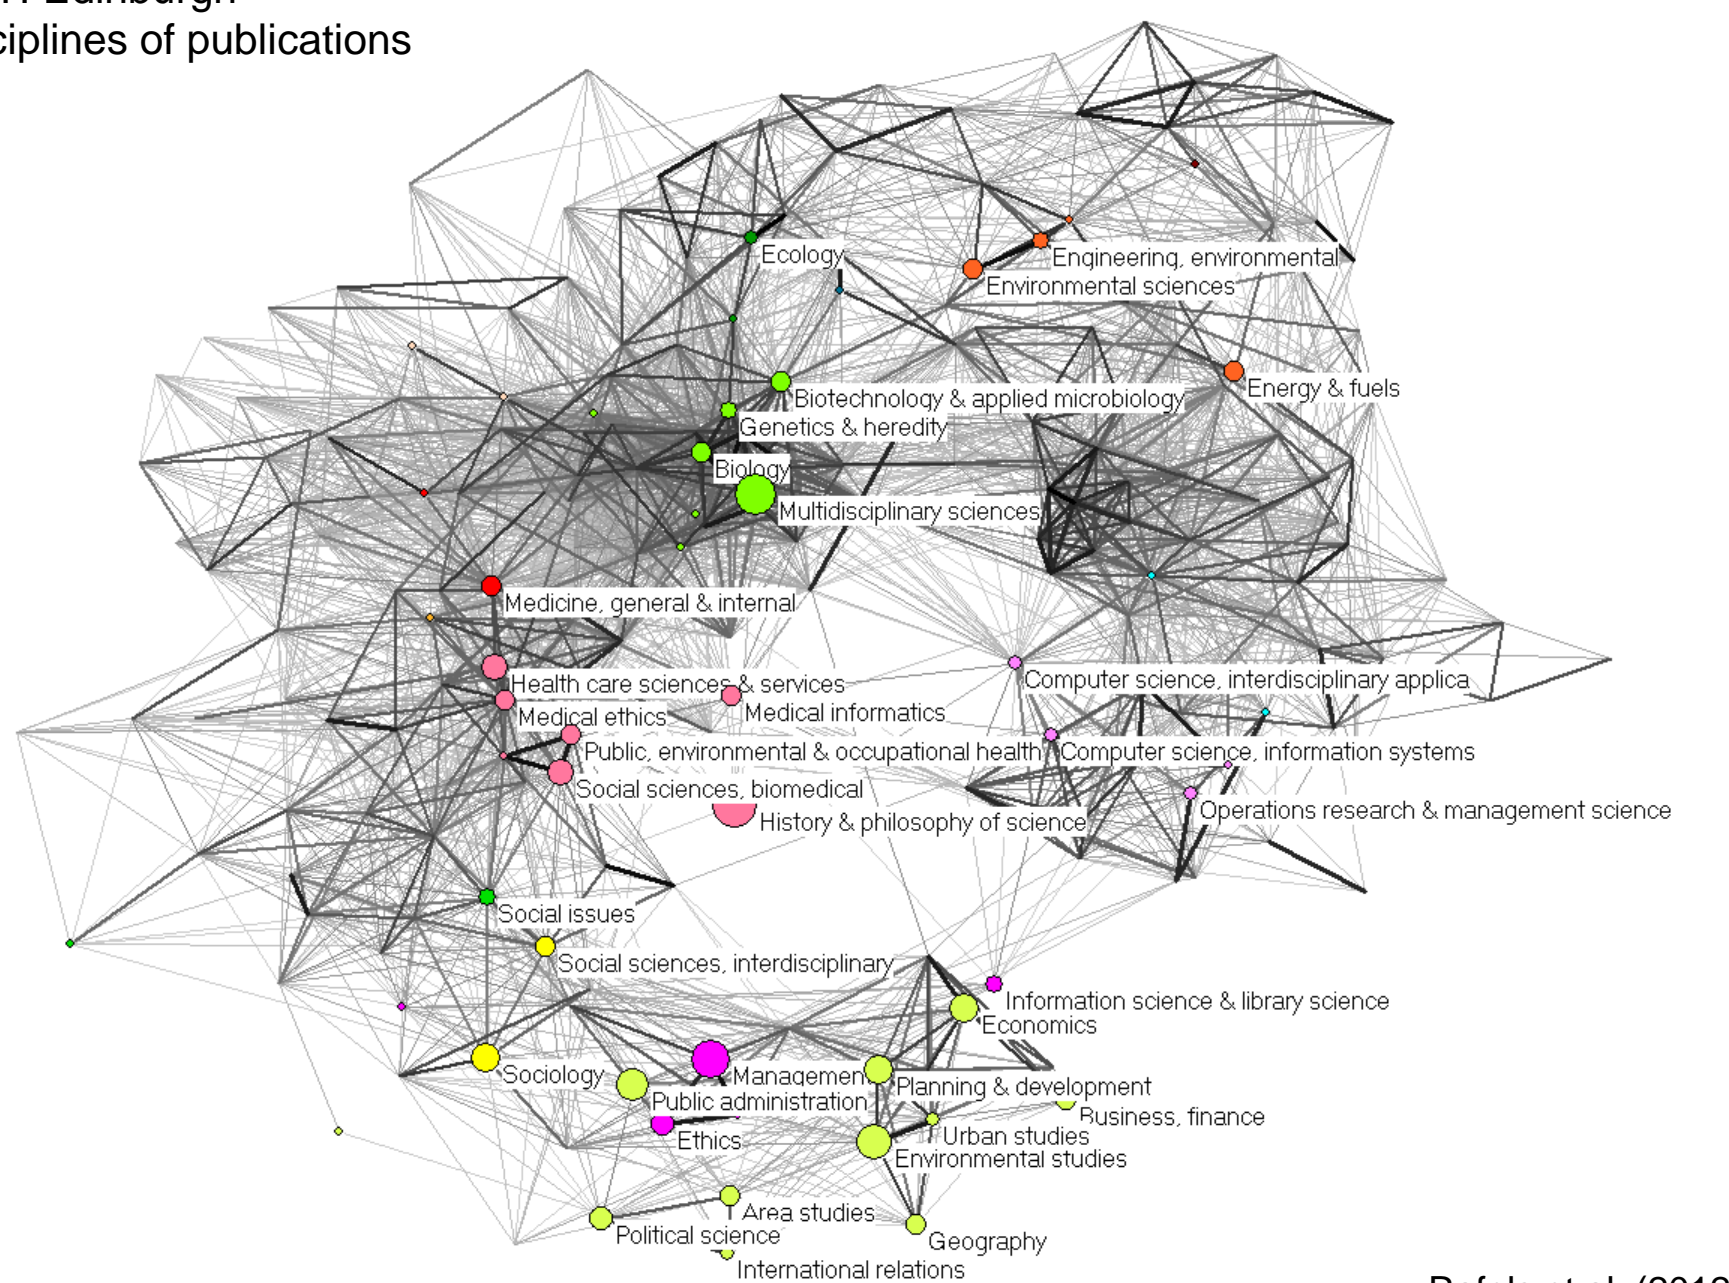 Edinburgh
ciplines of publications
Ecology
Engineering, environmental
Environmental sciences
Energy & fuels
Biotechnology & applied microbiology
Genetics & heredity
Biology
Multidisciplinary sciences
Medicine, general & internal
Health care sciences & services
Computer science, interdisciplinary applica
Medical ethics
Medical informatics
Public, environmental & occupational health
Computer science, information systems
Social sciences, biomedical
Operations research & management science
History & philosophy of science
Social issues
Social sciences, interdisciplinary
Information science & library science
Economics
Sociology
Management
Planning & development
Public administration
Business, finance
Ethics
Urban studies
Environmental studies
Area studies
Political science
Geography
International relations